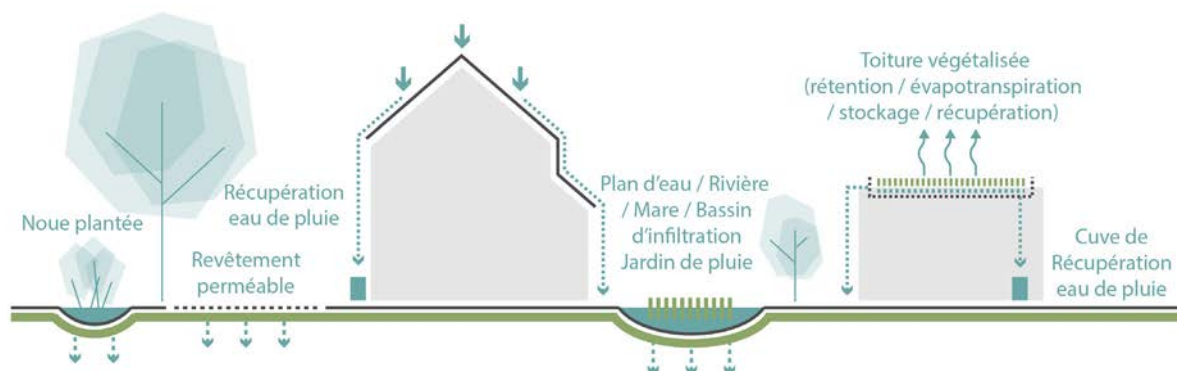 Noue plantée
Récupération
eau de pluie
Revêtement
perméable
Plan d'eau / Rivière
/ Mare / Bassin
d'infiltration
Jardin de pluie
Toiture végétalisée
(rétention / évapotranspiration
/ stockage / récupération)
Cuve de
Récupération
eau de pluie